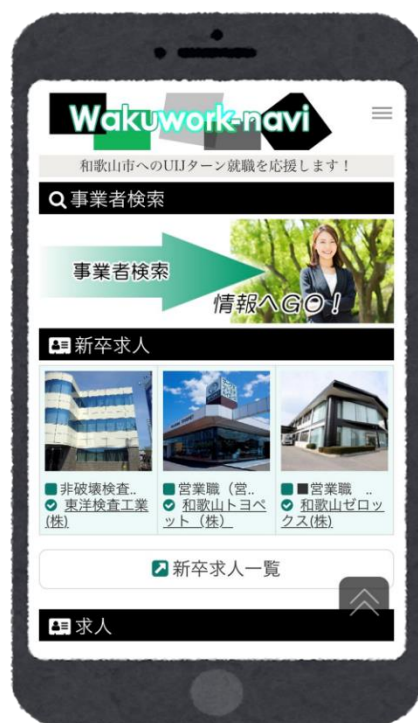 Wakuwork-navi
和歌山市へのUIJターン就職を応援します！
事業者検索
事業者検索
情報へGO！
新卒求人
■非破壊検査..
東洋検査工業
(株)
■営業職（営..
和歌山トヨペ
ット（株）
■■営業職 ..
和歌山ゼロッ
クス(株)
新卒求人一覧
求人